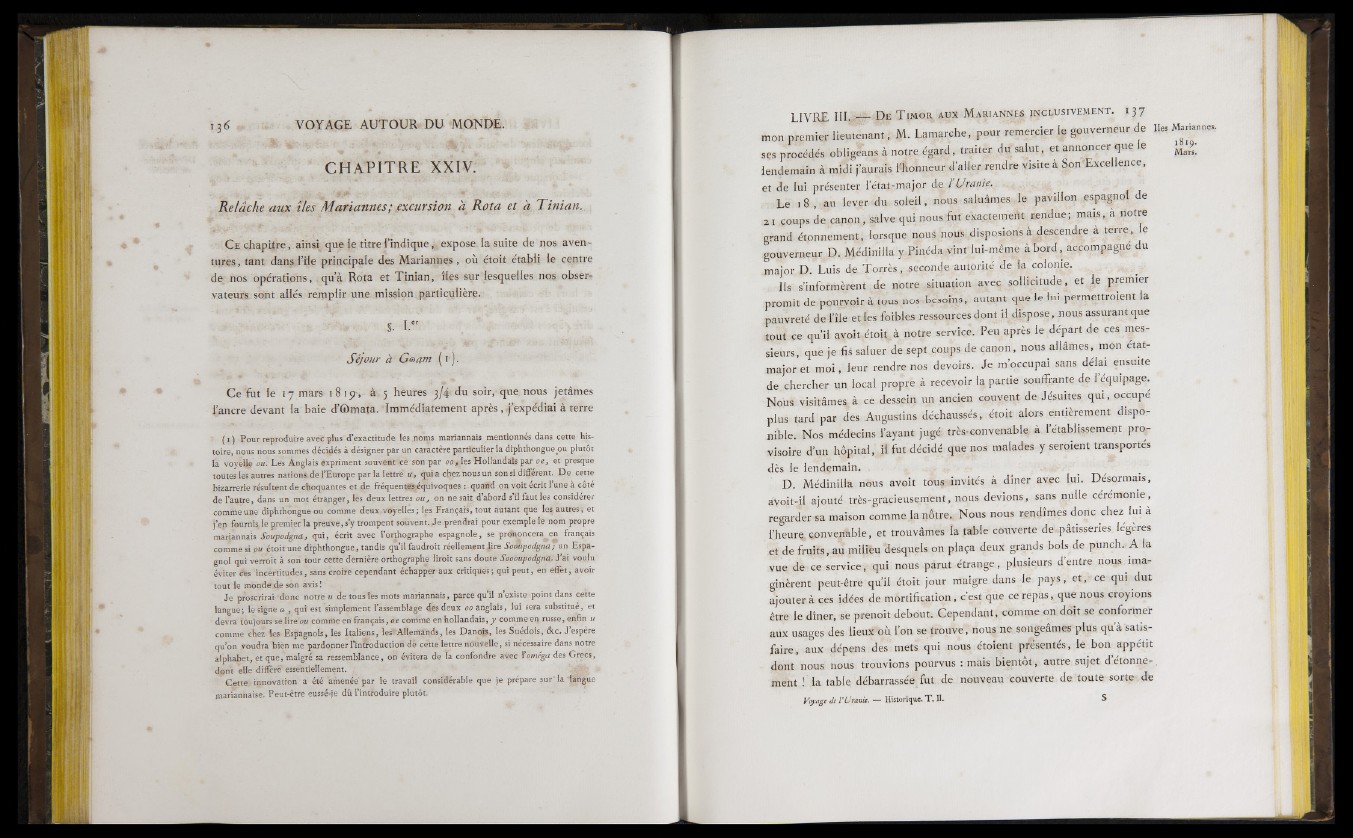 136 VOYAGE AUTOUR DU MONDE.
CHAPITRE XXIV.
Relâche aux îles Mariannes; excursion à Rota et à Tinian.
CE chapitre, ainsi que le titre l'indique, expose la suite de nos aven-
tures, tant dans l'île principale des Mariannes, où étoit établi le centre
de nos opérations, qu'à Rota et Tinian, îles sur lesquelles nos obser-
vateurs sont allés remplir une mission particulière.
§. I.er
Séjour à Gwam (1).
Ce fut le 17 mars 1819, à 5 heures 3/4 du soir, que nous jetâmes
l'ancre devant la baie d'Ωmata. Immédiatement après, j'expédiai à terre
(1) Pour reproduire avec plus d'exactitude les noms mariannais mentionnés dans cette his-
toire, nous nous sommes décidés à désigner par un caractère particulier la diphthongue ou plutôt
la voyelle ou. Les Anglais expriment souvent ce son par oo, les Hollandais par oe, et presque
toutes les autres nations de l'Europe par la lettre u, qui a chez nous un son si différent. De cette
bizarrerie résultent de choquantes et de fréquentes équivoques : quand on voit écrit l'une à côté
de l'autre, dans un mot étranger, les deux lettres ou, on ne sait d'abord s'il faut les considérer
comme une diphthongue ou comme deux voyelles; les Français, tout autant que les autres, et
j'en fournis le premier la preuve, s'y trompent souvent. Je prendrai pour exemple le nom propre
mariannais Soupodgna, qui, écrit avec l'orthographe espagnole, se prononcera en français
comme si ou étoit une diphthongue, tandis qu'il faudroit réellement lire Sooupodgna; un Espa-
gnol qui verroit à son tour cette dernière orthographe liroit sans doute Soooupodgna. J'ai voulu
éviter ces incertitudes, sans croire cependant échapper aux critiques; qui peut, en effet, avoir
tout le monde de son avis!
Je proscrirai donc notre u de tous les mots mariannais, parce qu'il n'existe point dans cette
langue; le signe ω, qui est simplement l'assemblage des deux oo anglais, lui sera substitué, et
devra toujours se lire ou comme en français, oe comme en hollandais, y comme en russe, enfin u
comme chez les Espagnols, les Italiens, les Allemands, les Danois, les Suédois, &c. J'espère
qu'on voudra bien me pardonner l'introduction de cette lettre nouvelle, si nécessaire dans notre
alphabet, et que, malgré sa ressemblance, on évitera de la confondre avec l'oméga des Grecs,
dont elle diffère essentiellement.
Cette innovation a été amenée par le travail considérable que je prépare sur la langue
mariannaise. Peut-être eussé-je dû l'introduire plutôt.
LIVRE III. — DE TIMOR AUX MARIANNES INCLUSIVEMENT. 137
mon premier lieutenant, M. Lamarche, pour remercier le gouverneur de
ses procédés obligeans à notre égard, traiter du salut, et annoncer que le
lendemain à midi j'aurais l'honneur d'aller rendre visite à Son Excellence,
et de lui présenter l'état-major de l'Uranie.
Iles Mariannes.
1819.
Mars.
Le 18, au lever du soleil, nous saluâmes le pavillon espagnol de
21 coups de canon, salve qui nous fut exactement rendue; mais, à notre
grand étonnement, lorsque nous nous disposions à descendre à terre, le
gouverneur D. Médinilla y Pinéda vint lui-même à bord, accompagné du
major D. Luis de Torrès, seconde autorité de la colonie.
Ils s'informèrent de notre situation avec sollicitude, et le premier
promit de pourvoir à tous nos besoins, autant que le lui permettroient la
pauvreté de l'île et les foibles ressources dont il dispose, nous assurant que
tout ce qu'il avoit étoit à notre service. Peu après le départ de ces mes-
sieurs, que je fis saluer de sept coups de canon, nous allâmes, mon état-
major et moi, leur rendre nos devoirs. Je m'occupai sans délai ensuite
de chercher un local propre à recevoir la partie souffrante de l'équipage.
Nous visitâmes à ce dessein un ancien couvent de Jésuites qui, occupé
plus tard par des Augustins déchaussés, étoit alors entièrement dispo-
nible. Nos médecins l'ayant jugé très-convenable à l'établissement pro-
visoire d'un hôpital, il fut décidé que nos malades y seroient transportés
dès le lendemain.
D. Médinilla nous avoit tous invités à dîner avec lui. Désormais,
avoit-il ajouté très-gracieusement, nous devions, sans nulle cérémonie,
regarder sa maison comme la nôtre. Nous nous rendîmes donc chez lui à
l'heure convenable, et trouvâmes la table couverte de pâtisseries légères
et de fruits, au milieu desquels on plaça deux grands bols de punch. A la
vue de ce service, qui nous parut étrange, plusieurs d'entre nous ima-
ginèrent peut-être qu'il étoit jour maigre dans le pays, et, ce qui dut
ajouter à ces idées de mortification, c'est que ce repas, que nous croyions
être le dîner, se prenoit debout. Cependant, comme on doit se conformer
aux usages des lieux où l'on se trouve, nous ne songeâmes plus qu'à satis-
faire, aux dépens des mets qui nous étoient présentés, le bon appétit
dont nous nous trouvions pourvus : mais bientôt, autre sujet d'étonne-
ment! la table débarrassée fut de nouveau couverte de toute sorte de
Voyage de l'Uranie. — Historique. T. II. S